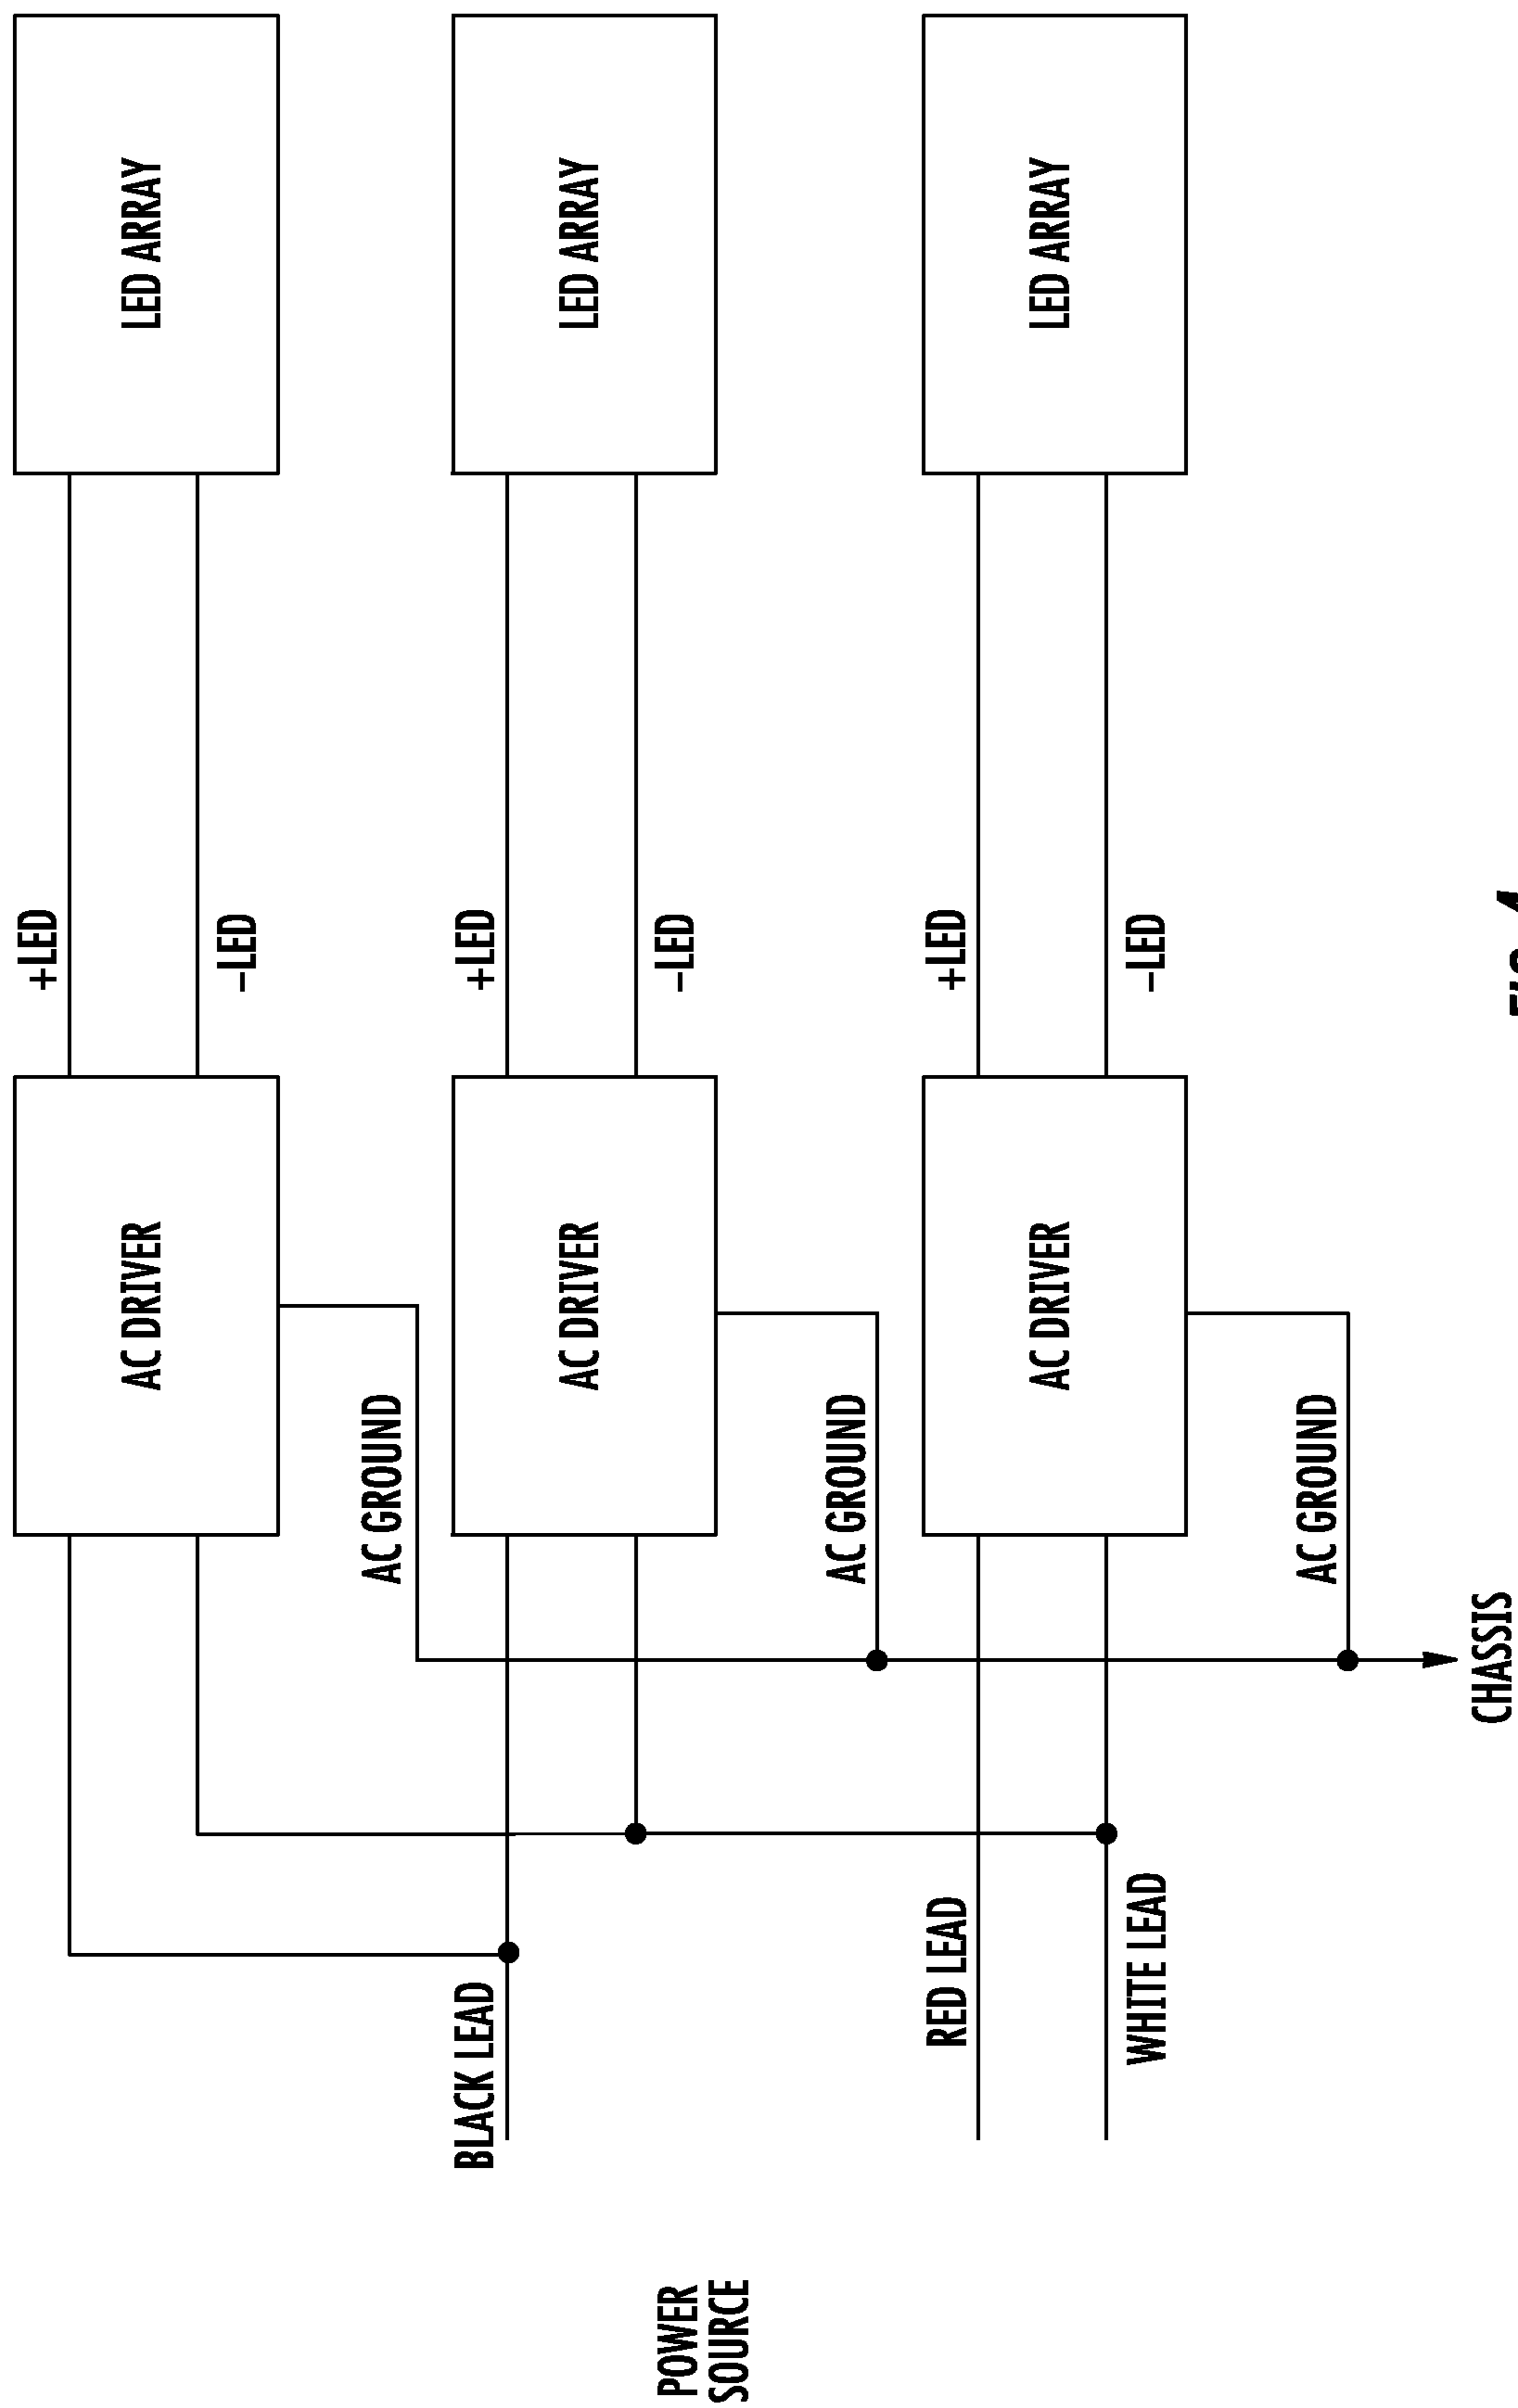 LED ARRAY
LED ARRAY
LED ARRAY
+LED
–LED
+LED
–LED
+LED
–LED
AC DRIVER
AC DRIVER
AC DRIVER
AC GROUND
AC GROUND
AC GROUND
CHASSIS
BLACK LEAD
RED LEAD
WHITE LEAD
POWER
SOURCE